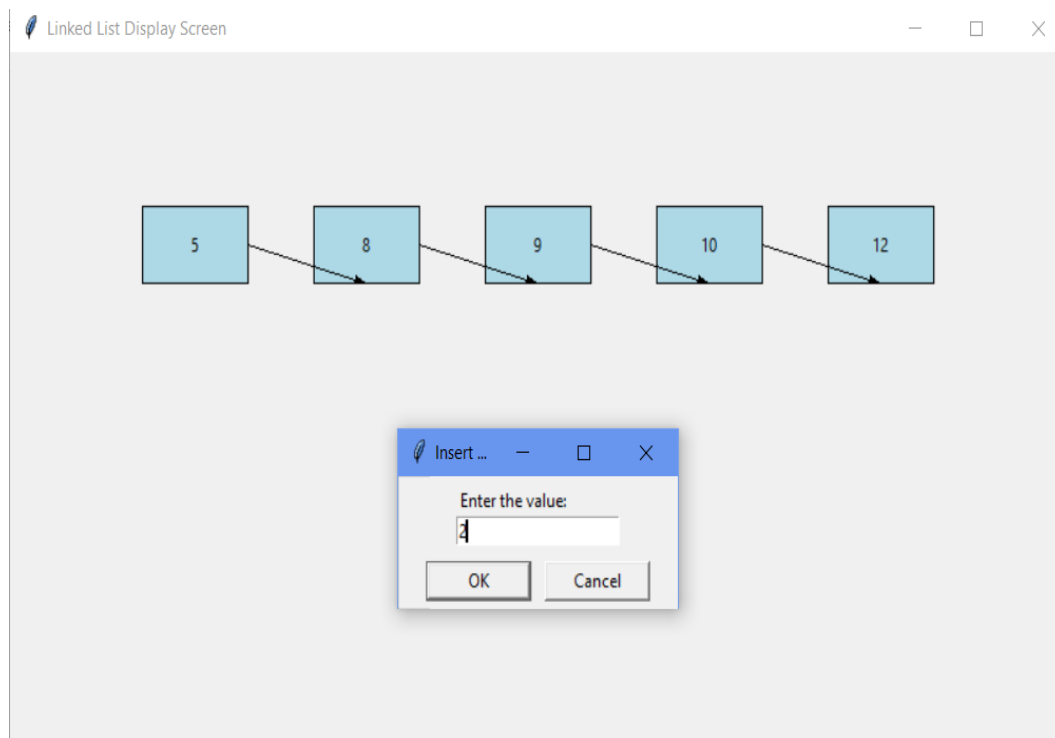 Linked List Display Screen
5 8 9 10 12
Insert ...
Enter the value:
2
OK Cancel